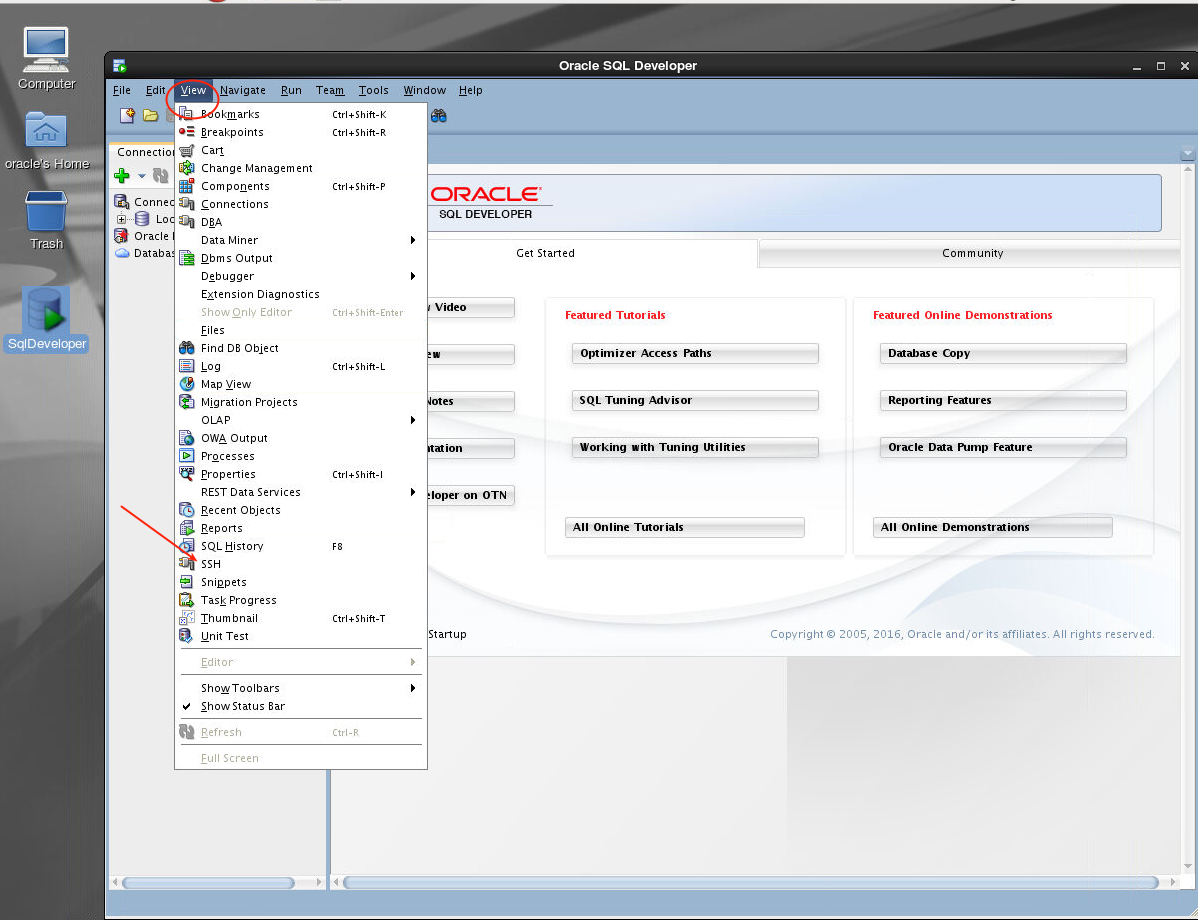 Computer
oracle's Home
Trash
SqlDeveloper
Oracle SQL Developer
File Edit View Navigate Run Team Tools Window Help
Bookmarks Ctrl+Shift-K
Breakpoints Ctrl+Shift-R
Cart
Change Management
Components Ctrl+Shift-P
Connections
DBA
Data Miner
Dbms Output
Debugger
Extension Diagnostics
Show Only Editor Ctrl+Shift-Enter
Files
Find DB Object
Log Ctrl+Shift-L
Map View
Migration Projects
OLAP
OWA Output
Processes
Properties Ctrl+Shift-I
REST Data Services
Recent Objects
Reports
SQL History F8
SSH
Snippets
Task Progress
Thumbnail Ctrl+Shift-T
Unit Test
Editor
Show Toolbars
Show Status Bar
Refresh Ctrl-R
Full Screen
Connection
Connec
Loc
Oracle
Databas
ORACLE
SQL DEVELOPER
Get Started
Community
Video
ew
Notes
ntation
eloper on OTN
Featured Tutorials
Optimizer Access Paths
SQL Tuning Advisor
Working with Tuning Utilities
All Online Tutorials
Featured Online Demonstrations
Database Copy
Reporting Features
Oracle Data Pump Feature
All Online Demonstrations
Startup
Copyright © 2005, 2016, Oracle and/or its affiliates. All rights reserved.